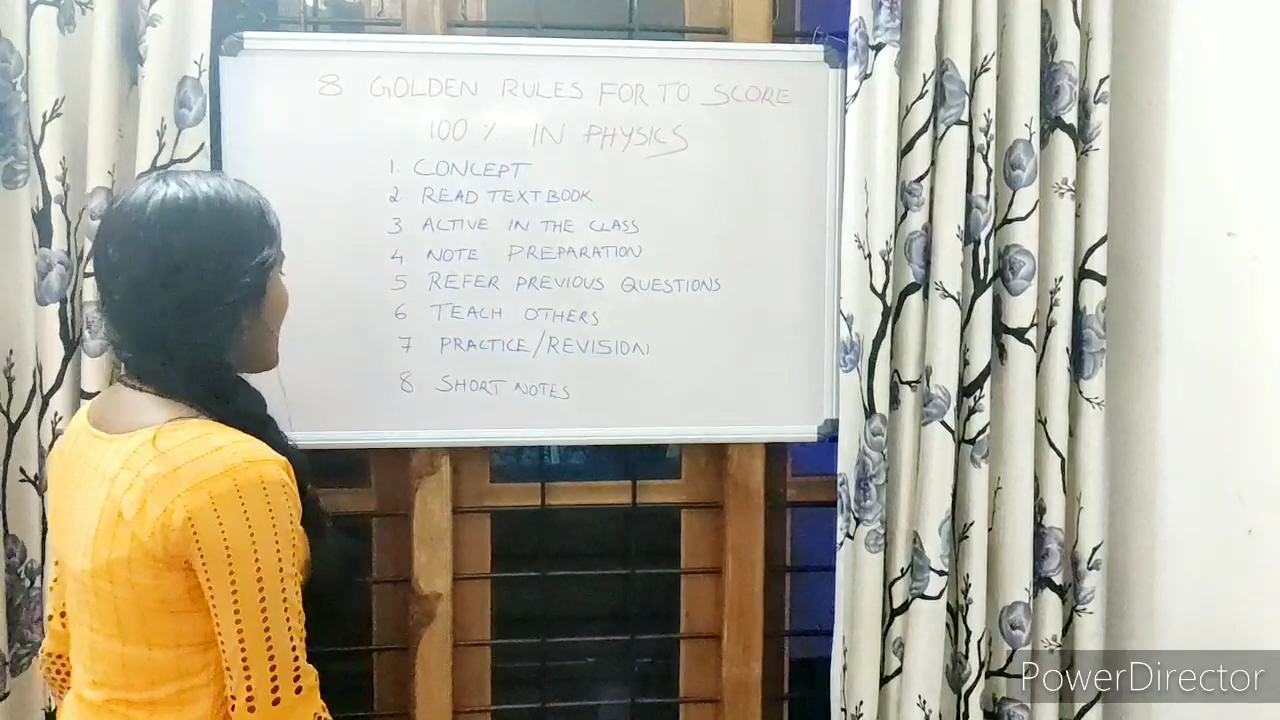 8 GOLDEN RULES FOR TO SCORE
100 % IN PHYSICS
1. CONCEPT
2 READ TEXT BOOK
3 ACTIVE IN THE CLASS
4 NOTE PREPARATION
5 REFER PREVIOUS QUESTIONS
6 TEACH OTHERS
7 PRACTICE/REVISION
8 SHORT NOTES
PowerDirector